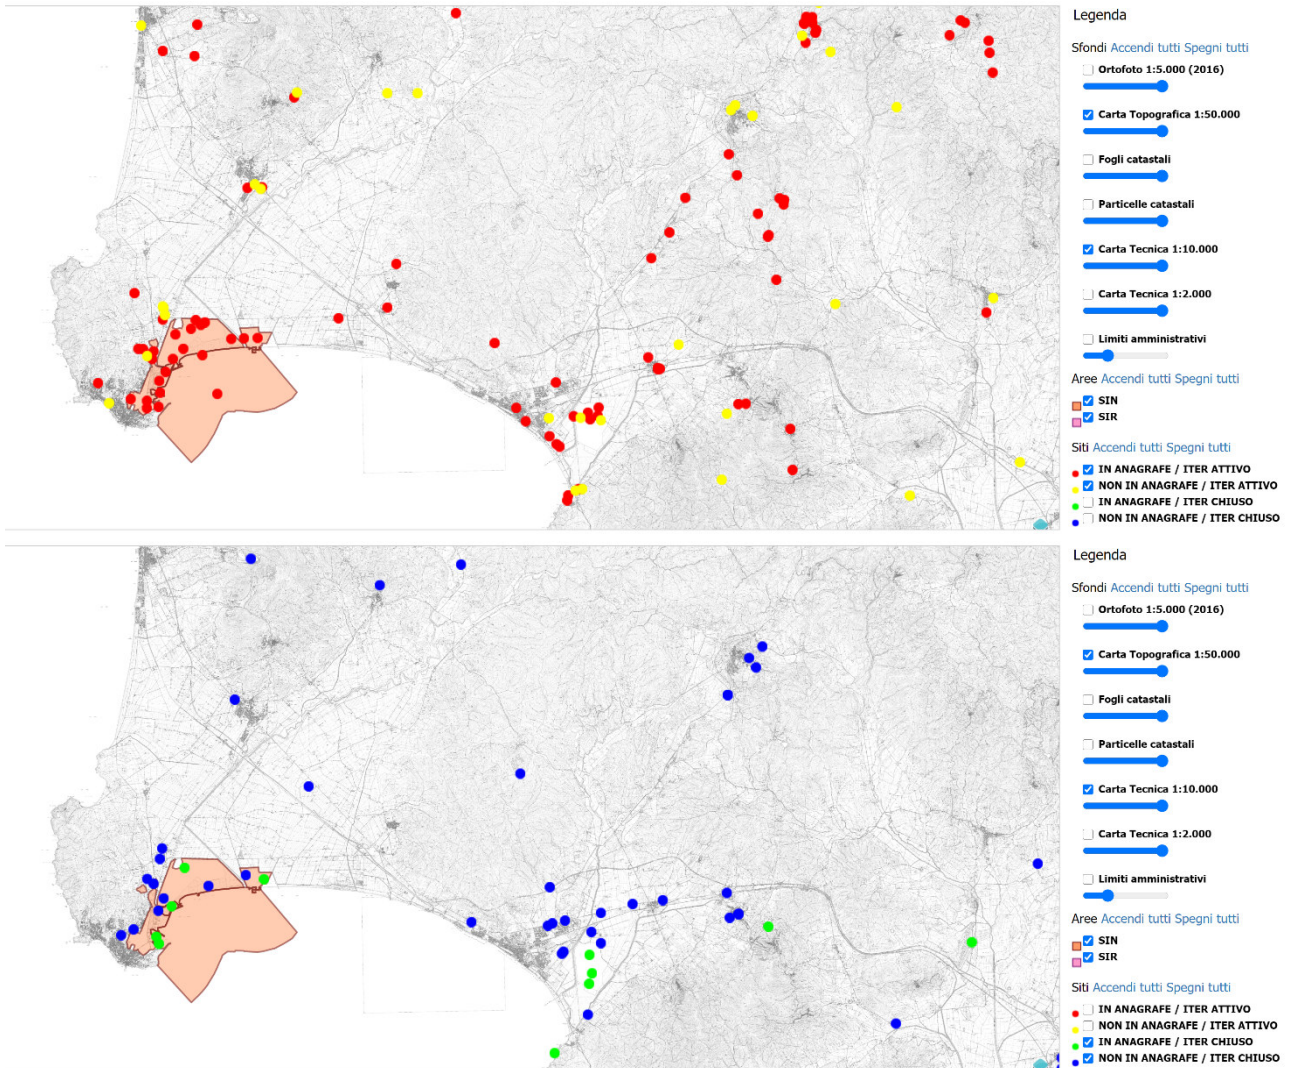 Legenda
Sfondi Accendi tutti Spegni tutti
Ortofoto 1:5.000 (2016)
Carta Topografica 1:50.000
Fogli catastali
Particelle catastali
Carta Tecnica 1:10.000
Carta Tecnica 1:2.000
Limiti amministrativi
Aree Accendi tutti Spegni tutti
SIN
SIR
Siti Accendi tutti Spegni tutti
IN ANAGRAFE / ITER ATTIVO
NON IN ANAGRAFE / ITER ATTIVO
IN ANAGRAFE / ITER CHIUSO
NON IN ANAGRAFE / ITER CHIUSO
Legenda
Sfondi Accendi tutti Spegni tutti
Ortofoto 1:5.000 (2016)
Carta Topografica 1:50.000
Fogli catastali
Particelle catastali
Carta Tecnica 1:10.000
Carta Tecnica 1:2.000
Limiti amministrativi
Aree Accendi tutti Spegni tutti
SIN
SIR
Siti Accendi tutti Spegni tutti
IN ANAGRAFE / ITER ATTIVO
NON IN ANAGRAFE / ITER ATTIVO
IN ANAGRAFE / ITER CHIUSO
NON IN ANAGRAFE / ITER CHIUSO